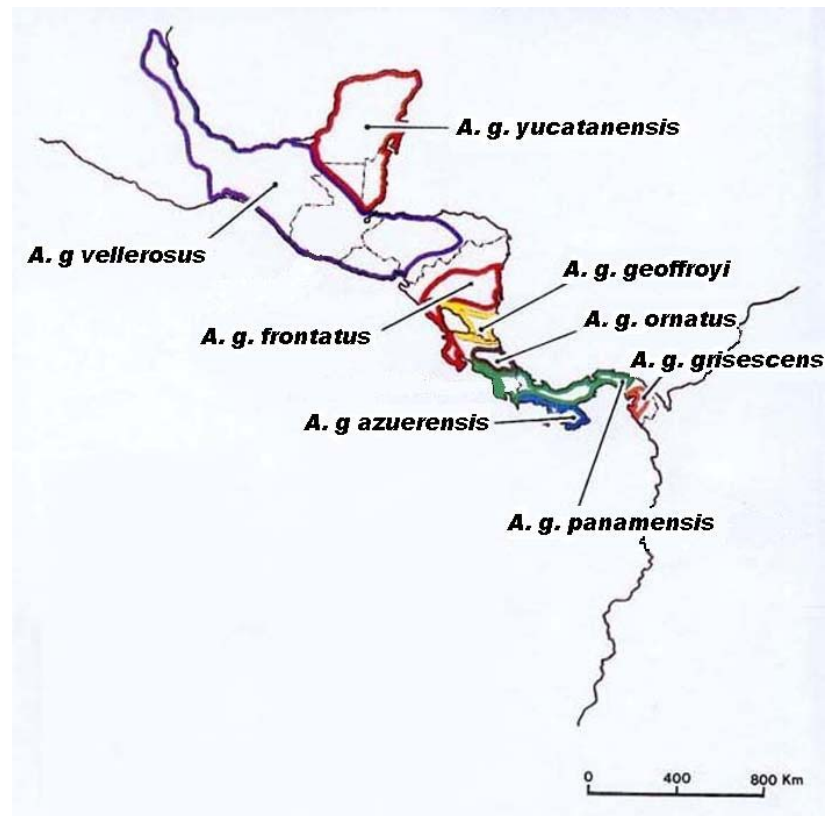 A. g. yucatanensis
A. g vellerosus
A. g. geoffroyi
A. g. frontatus
A. g. ornatus
A. g. grisescens
A. g azuerensis
A. g. panamensis
0 400 800 Km